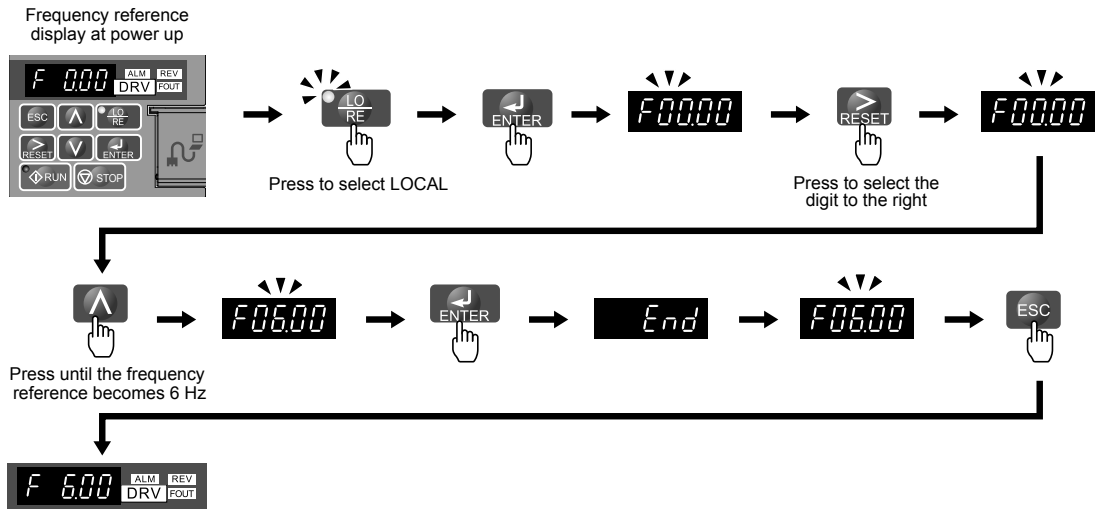 Frequency reference
display at power up
F 0.00 ALM REV
DRV FOUT
ESC LO
RE
RESET ENTER
RUN STOP
LO
RE
ENTER
F00.00
RESET
F00.00
Press to select LOCAL
Press to select the
digit to the right
F06.00
ENTER
End
F06.00
ESC
Press until the frequency
reference becomes 6 Hz
F 6.00 ALM REV
DRV FOUT